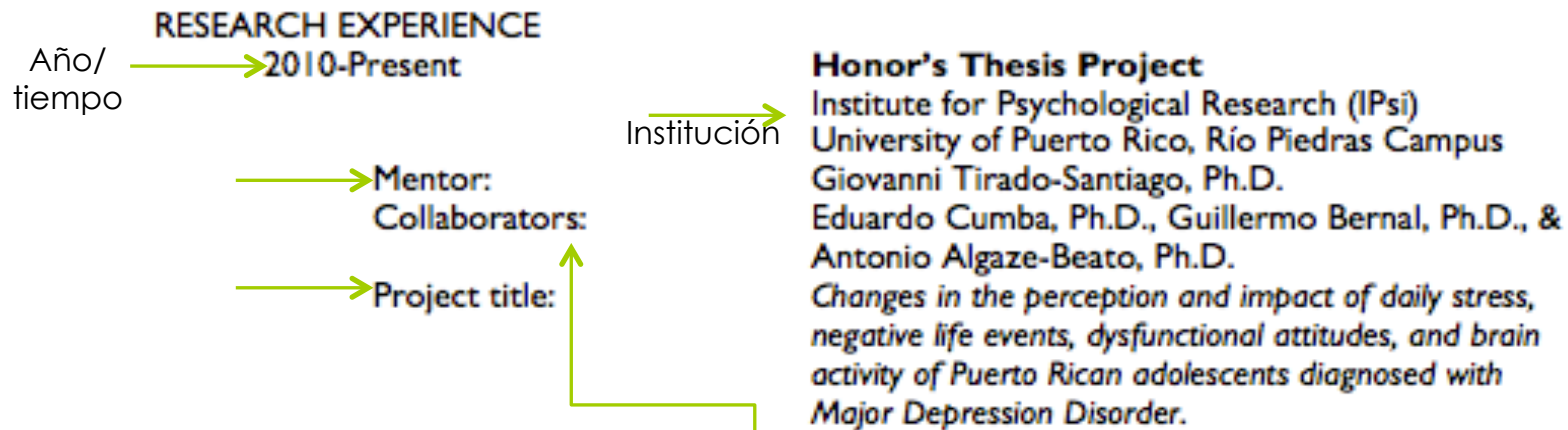 RESEARCH EXPERIENCE
Año/
tiempo
2010-Present
Honor's Thesis Project
Institución
Institute for Psychological Research (IPsi)
University of Puerto Rico, Río Piedras Campus
Mentor:
Giovanni Tirado-Santiago, Ph.D.
Collaborators:
Eduardo Cumba, Ph.D., Guillermo Bernal, Ph.D., &
Antonio Algaze-Beato, Ph.D.
Project title:
Changes in the perception and impact of daily stress,
negative life events, dysfunctional attitudes, and brain
activity of Puerto Rican adolescents diagnosed with
Major Depression Disorder.